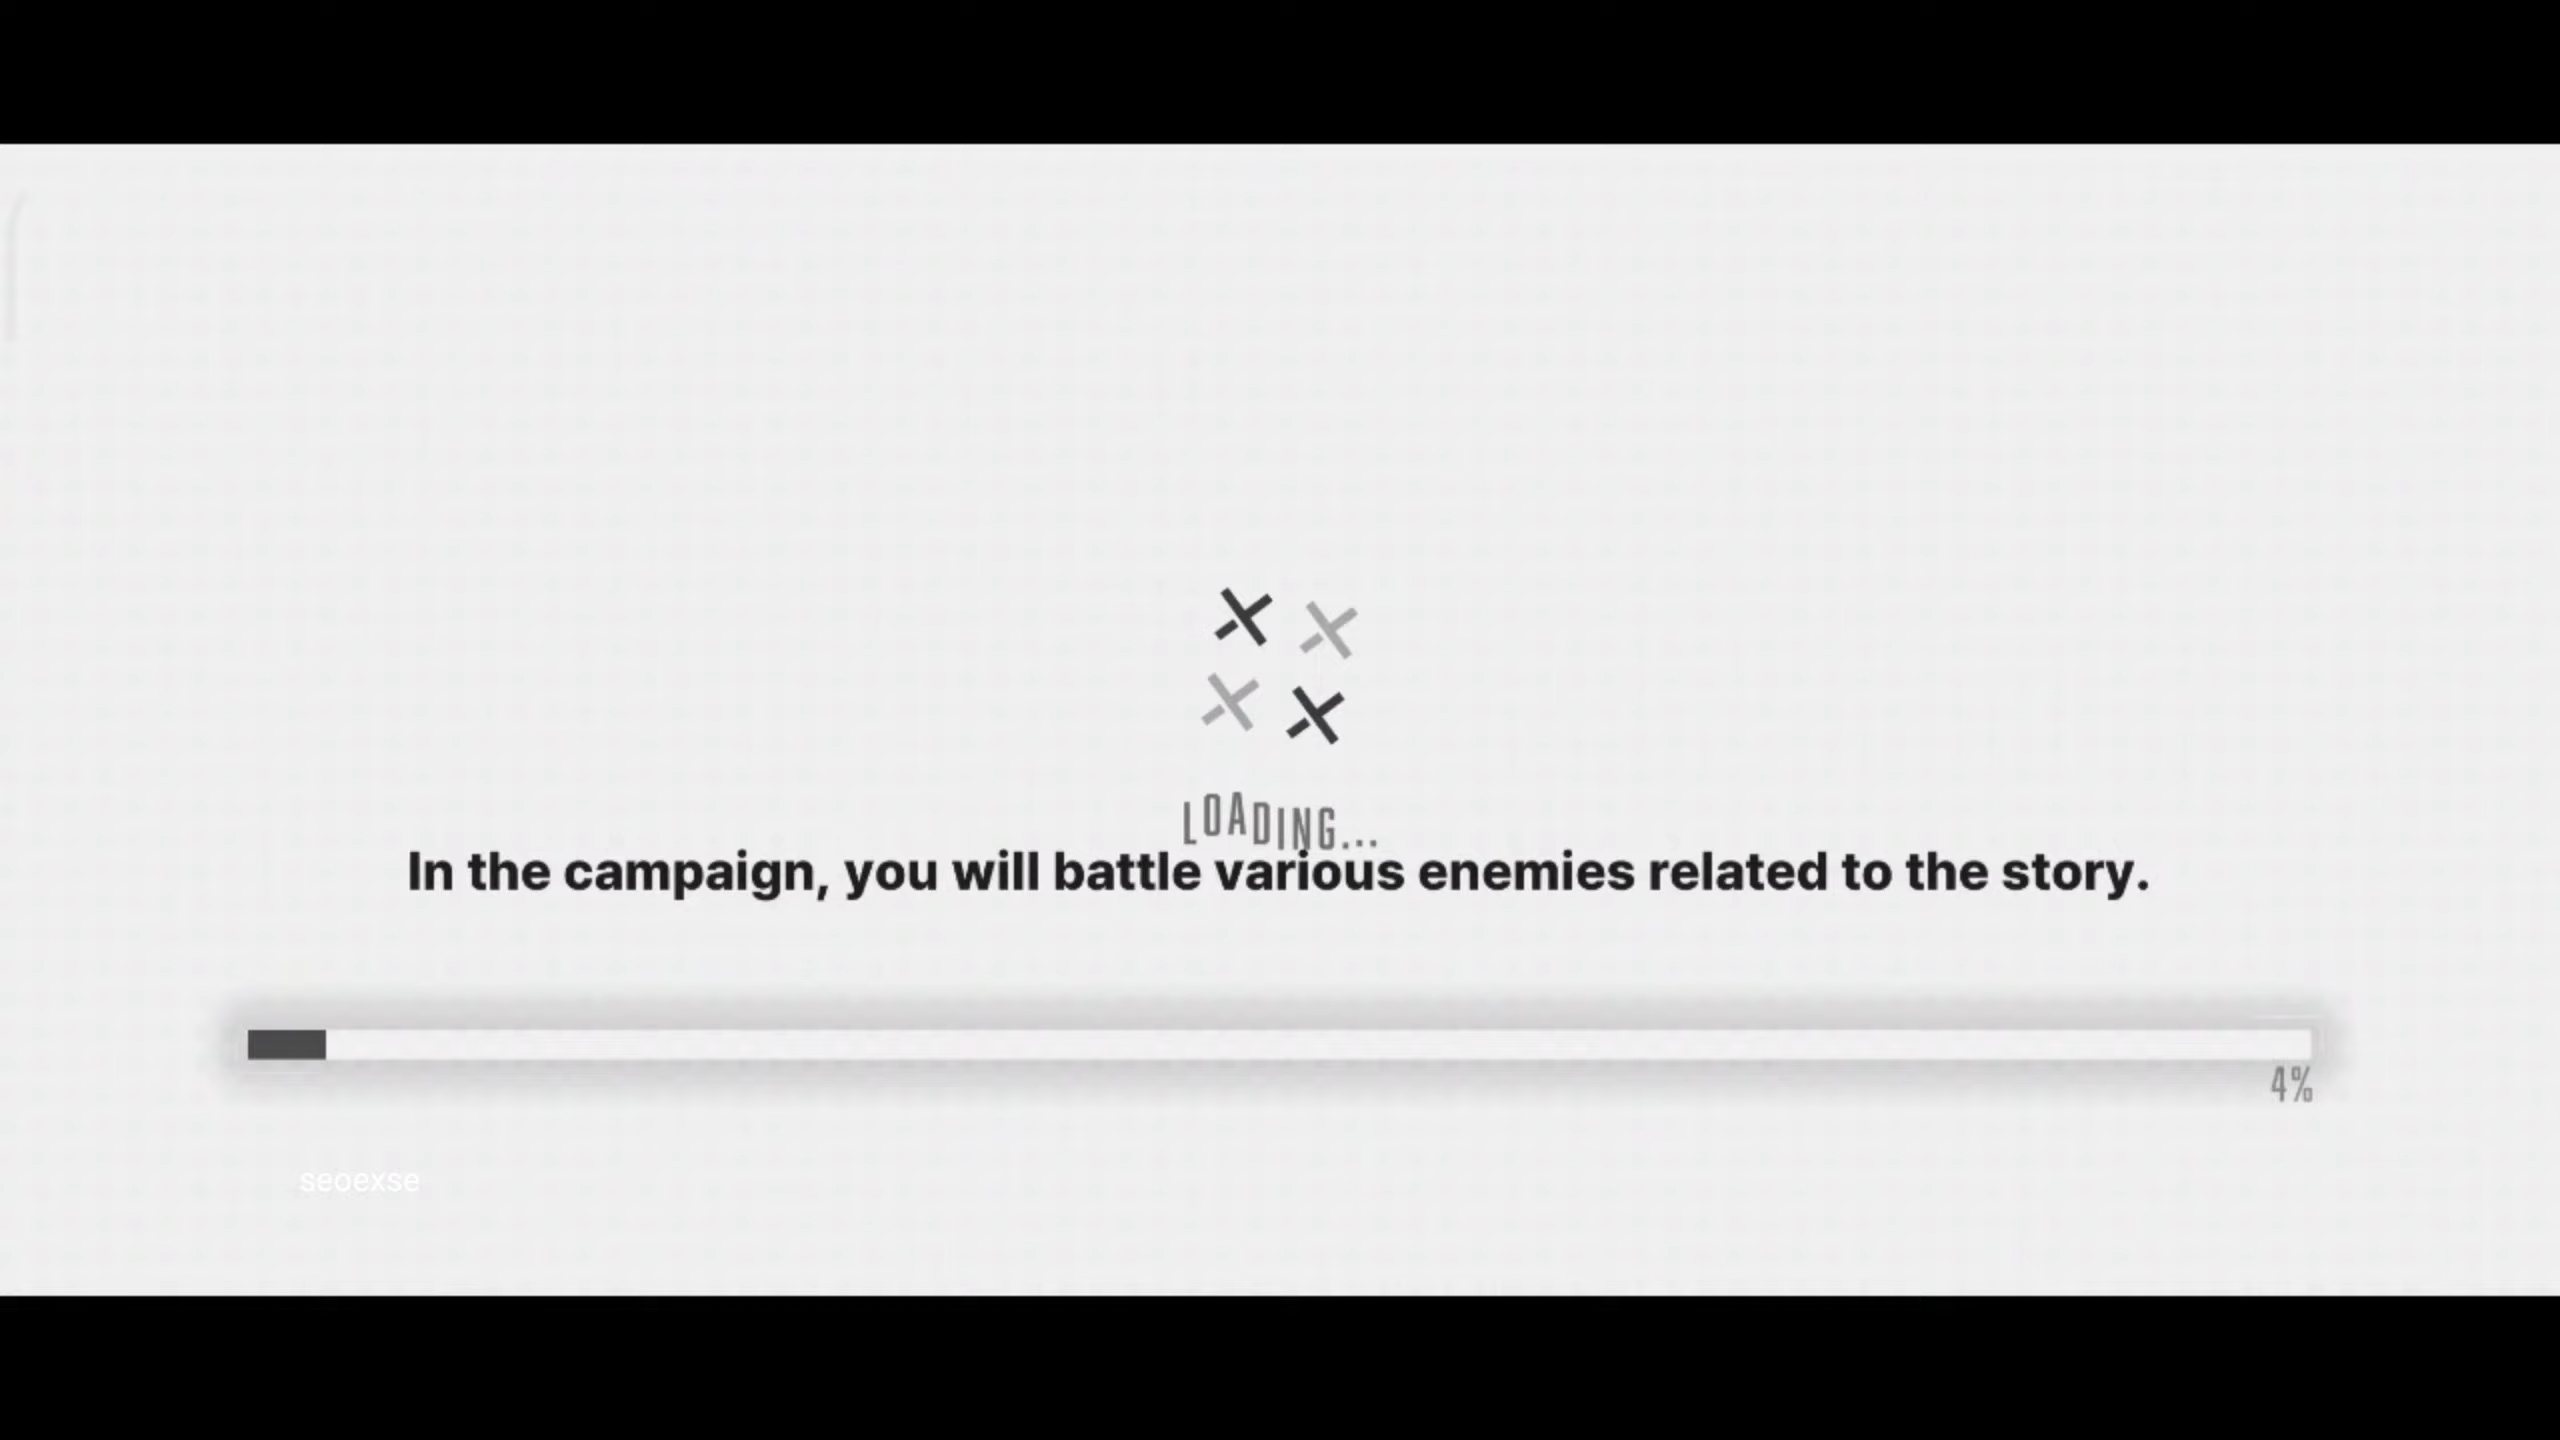 LOADING...
In the campaign, you will battle various enemies related to the story.
4%
seoexse